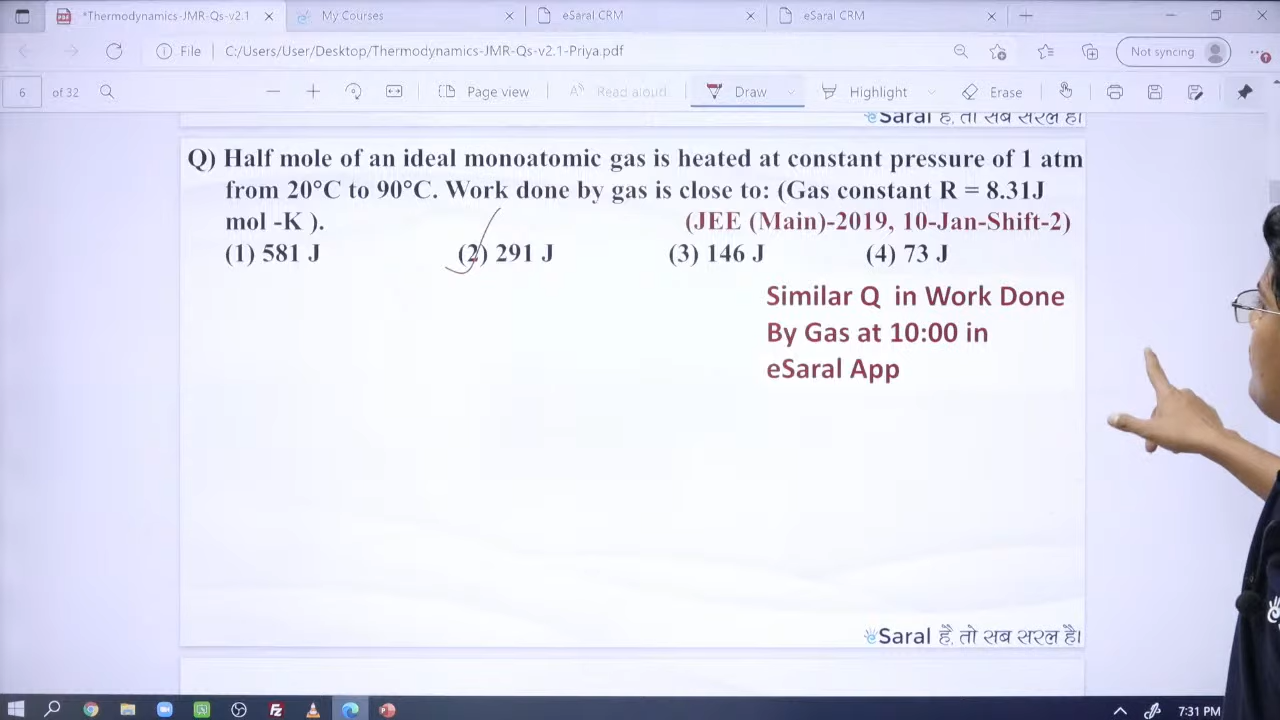 *Thermodynamics-JMR-Qs-v2.1
My Courses
eSaral CRM
eSaral CRM
File
C:/Users/User/Desktop/Thermodynamics-JMR-Qs-v2.1-Priya.pdf
Not syncing
6
of 32
Page view
Read aloud
Draw
Highlight
Erase
eSaral है, तो सब सरल है।
Q) Half mole of an ideal monoatomic gas is heated at constant pressure of 1 atm
from 20°C to 90°C. Work done by gas is close to: (Gas constant R = 8.31J
mol -K ). (JEE (Main)-2019, 10-Jan-Shift-2)
(1) 581 J (2) 291 J (3) 146 J (4) 73 J
Similar Q in Work Done
By Gas at 10:00 in
eSaral App
eSaral है, तो सब सरल है।
7:31 PM